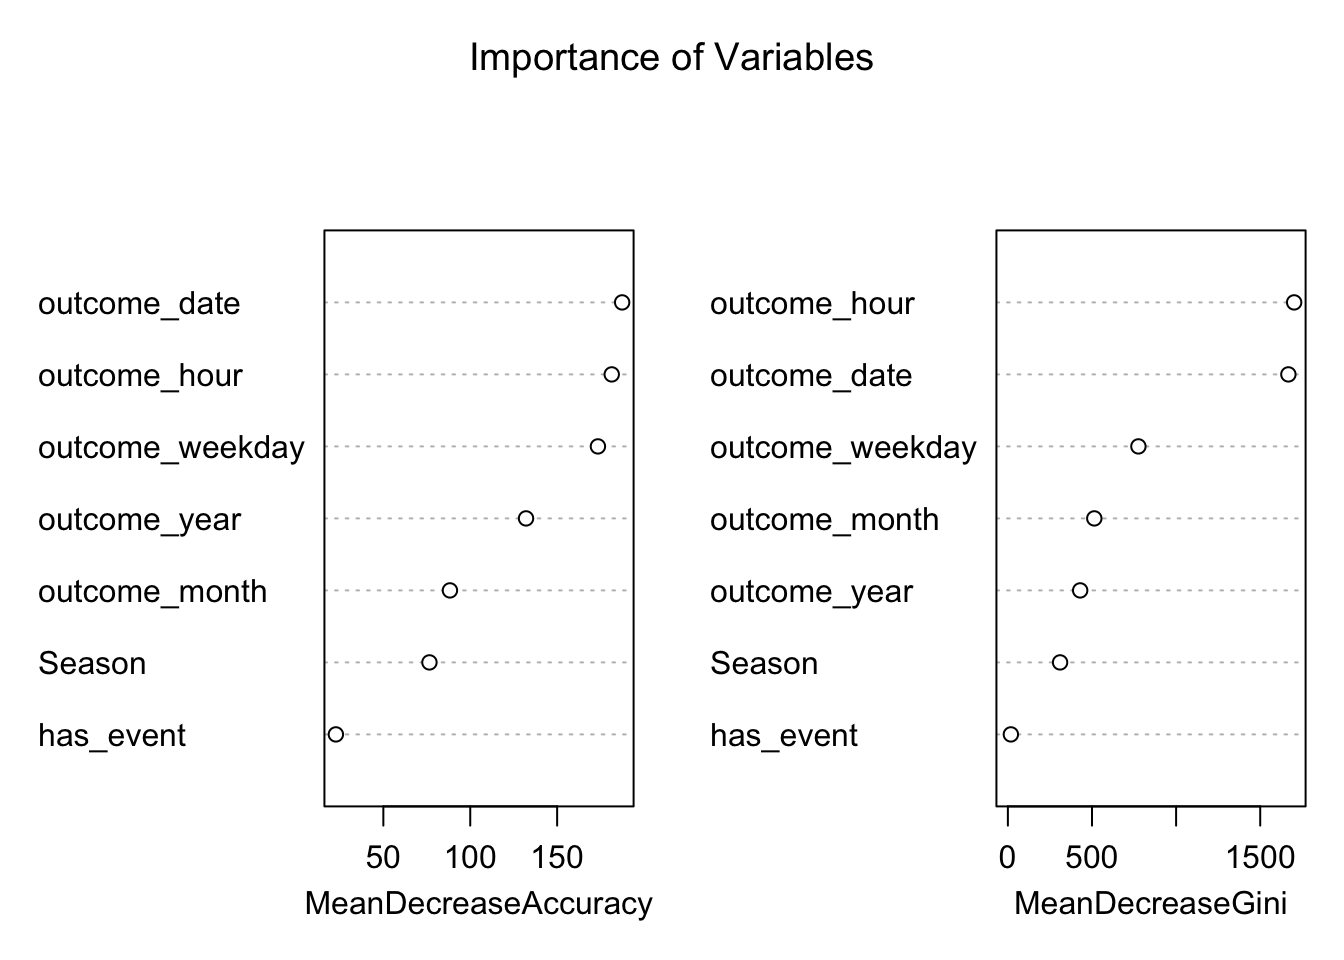 Importance of Variables
outcome_date
outcome_hour
outcome_weekday
outcome_year
outcome_month
Season
has_event
50 100 150
MeanDecreaseAccuracy
outcome_hour
outcome_date
outcome_weekday
outcome_month
outcome_year
Season
has_event
0 500 1500
MeanDecreaseGini